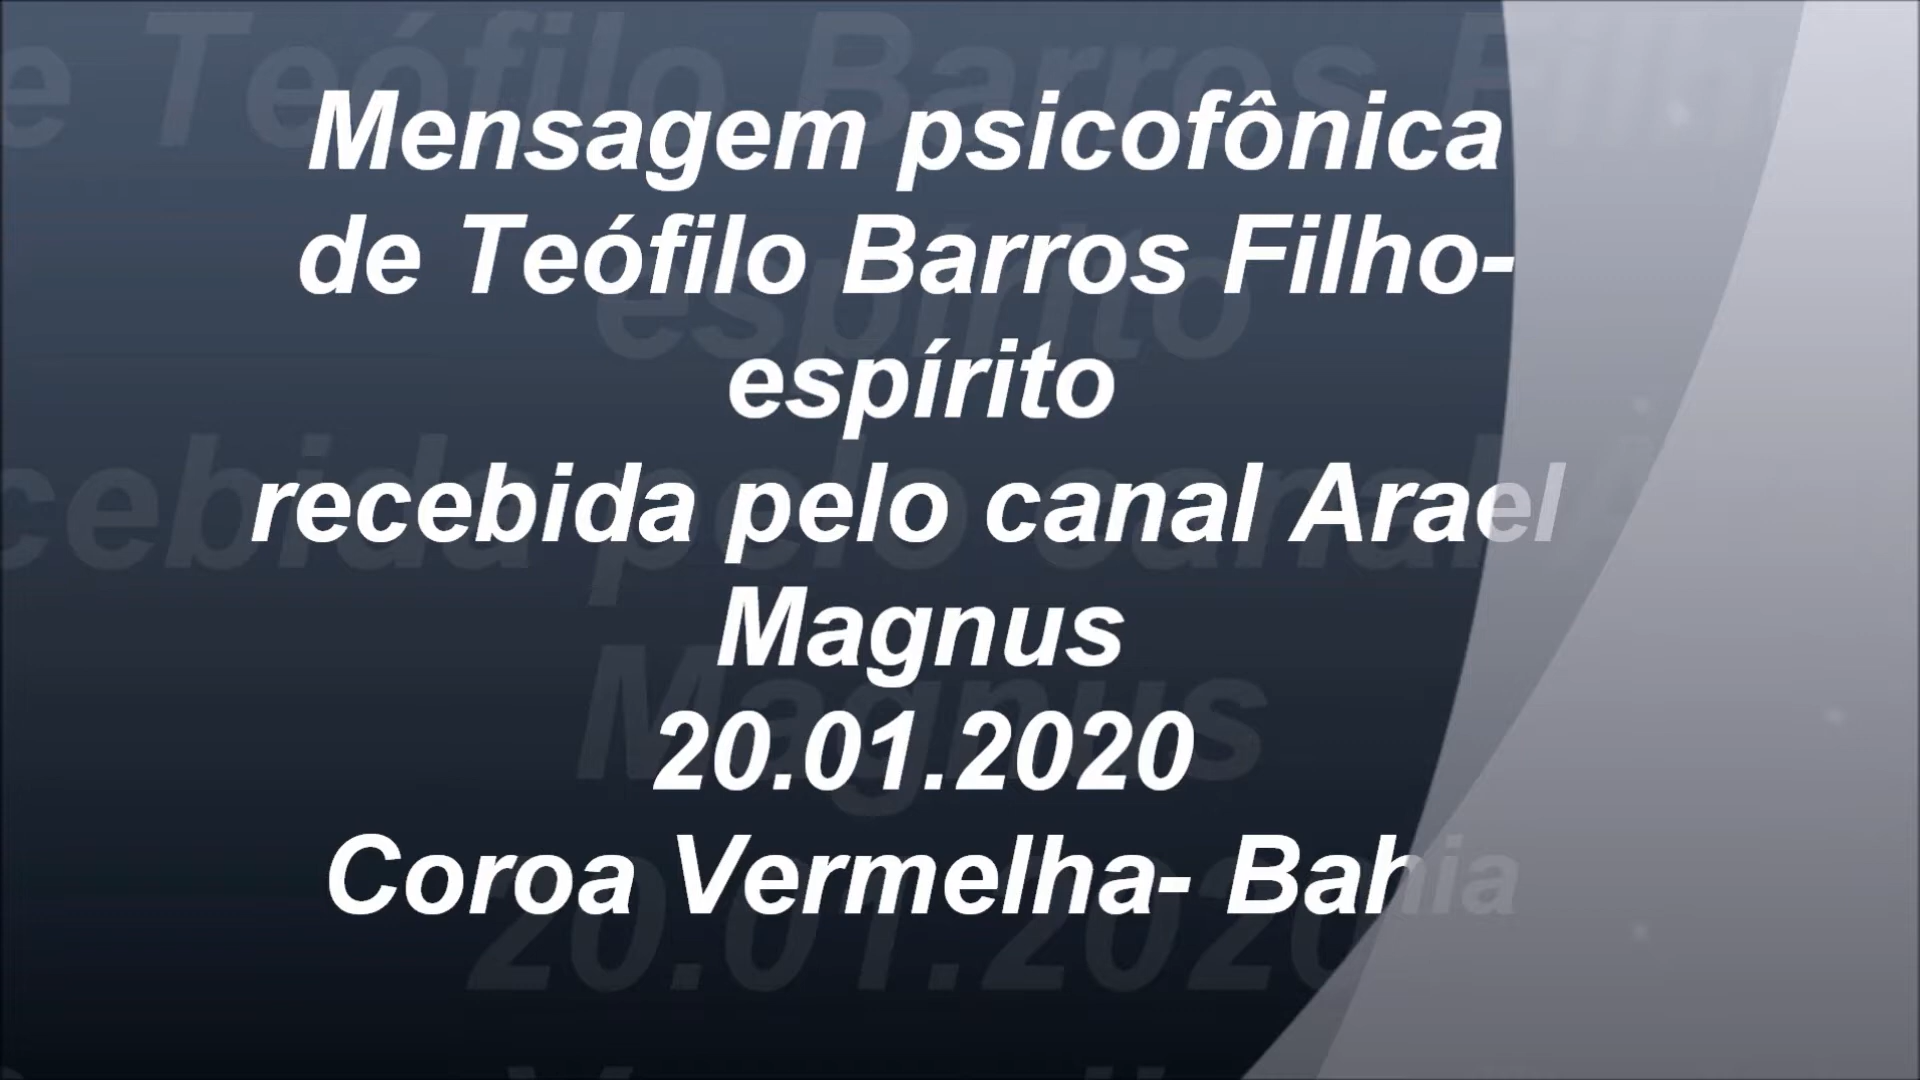 Mensagem psicofônica
de Teófilo Barros Filho-
espírito
recebida pelo canal Arael
Magnus
20.01.2020
Coroa Vermelha- Bahia